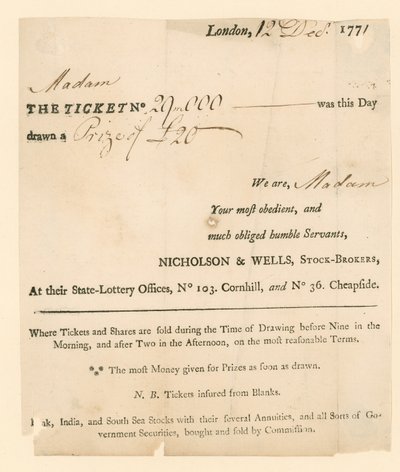 London, 12 Decr. 1771
Madam
THE TICKET No. 29m000 was this Day
drawn a Prize of £20
We are, Madam
Your moſt obedient, and
much obliged humble Servants,
NICHOLSON & WELLS, STOCK-BROKERS,
At their State-Lottery Offices, No 103. Cornhill, and No 36. Cheapſide.
Where Tickets and Shares are ſold during the Time of Drawing before Nine in the
Morning, and after Two in the Afternoon, on the moſt reaſonable Terms.
The moſt Money given for Prizes as ſoon as drawn.
N. B. Tickets inſured from Blanks.
India, and South Sea Stocks with their ſeveral Annuities, and all Sorts of Go-
vernment Securities, bought and ſold by Commiſſion.